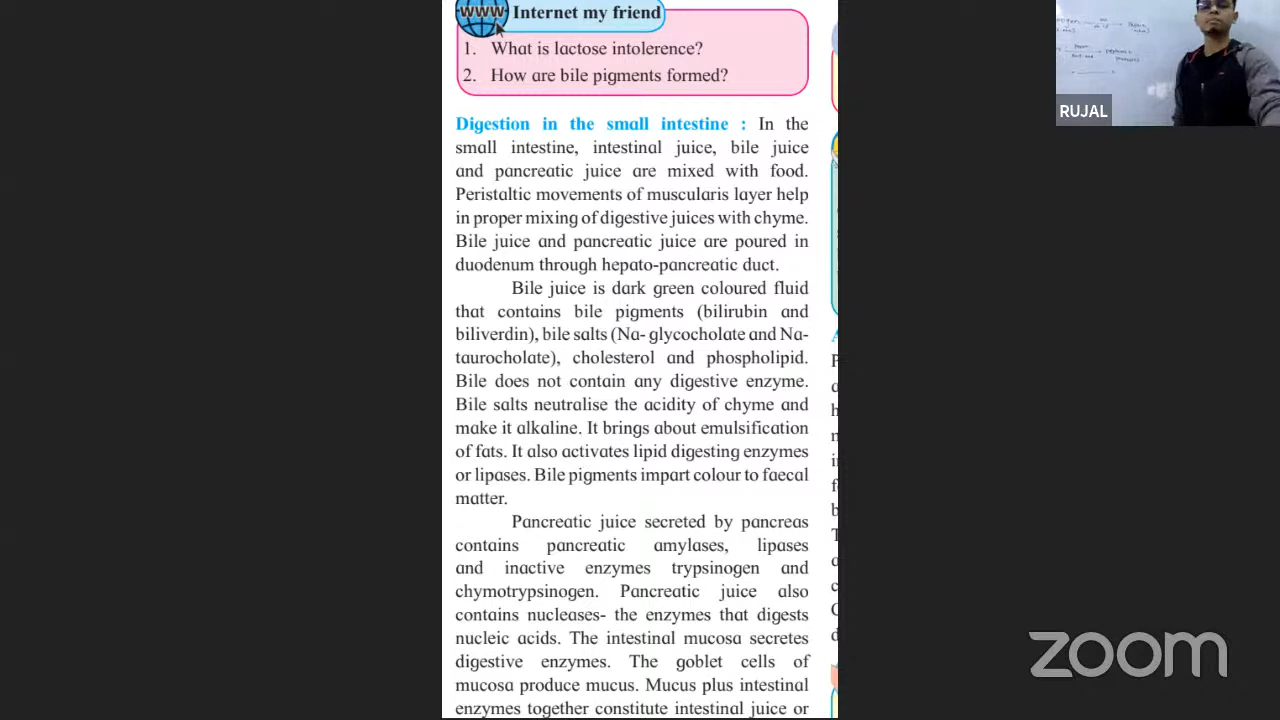 WWW Internet my friend
1. What is lactose intolerence?
2. How are bile pigments formed?
Digestion in the small intestine : In the
small intestine, intestinal juice, bile juice
and pancreatic juice are mixed with food.
Peristaltic movements of muscularis layer help
in proper mixing of digestive juices with chyme.
Bile juice and pancreatic juice are poured in
duodenum through hepato-pancreatic duct.
Bile juice is dark green coloured fluid
that contains bile pigments (bilirubin and
biliverdin), bile salts (Na- glycocholate and Na-
taurocholate), cholesterol and phospholipid.
Bile does not contain any digestive enzyme.
Bile salts neutralise the acidity of chyme and
make it alkaline. It brings about emulsification
of fats. It also activates lipid digesting enzymes
or lipases. Bile pigments impart colour to faecal
matter.
Pancreatic juice secreted by pancreas
contains pancreatic amylases, lipases
and inactive enzymes trypsinogen and
chymotrypsinogen. Pancreatic juice also
contains nucleases- the enzymes that digests
nucleic acids. The intestinal mucosa secretes
digestive enzymes. The goblet cells of
mucosa produce mucus. Mucus plus intestinal
enzymes together constitute intestinal juice or
RUJAL
zoom